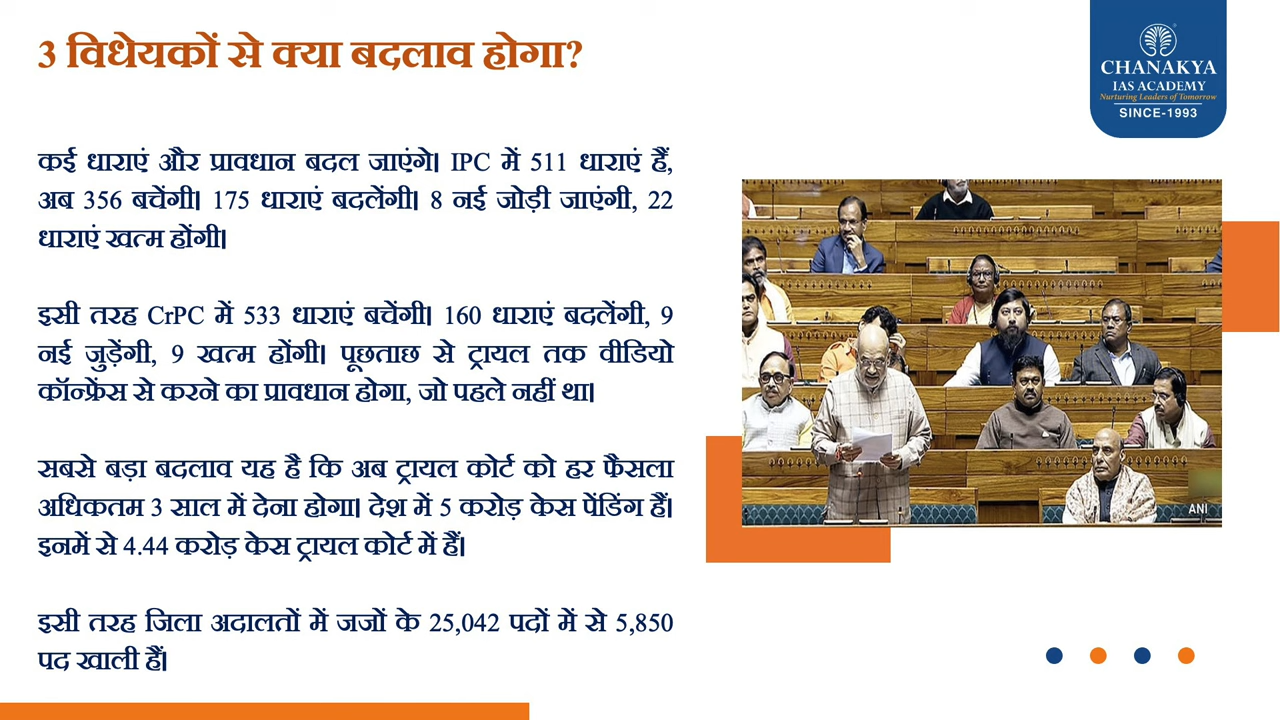 3 विधेयकों से क्या बदलाव होगा?
CHANAKYA
IAS ACADEMY
Nurturing Leaders of Tomorrow
SINCE-1993
कई धाराएं और प्रावधान बदल जाएंगे। IPC में 511 धाराएं हैं,
अब 356 बचेंगी। 175 धाराएं बदलेंगी। 8 नई जोड़ी जाएंगी, 22
धाराएं खत्म होंगी।
इसी तरह CrPC में 533 धाराएं बचेंगी। 160 धाराएं बदलेंगी, 9
नई जुड़ेंगी, 9 खत्म होंगी। पूछताछ से ट्रायल तक वीडियो
कॉन्फ्रेंस से करने का प्रावधान होगा, जो पहले नहीं था।
सबसे बड़ा बदलाव यह है कि अब ट्रायल कोर्ट को हर फैसला
अधिकतम 3 साल में देना होगा। देश में 5 करोड़ केस पेंडिंग हैं।
इनमें से 4.44 करोड़ केस ट्रायल कोर्ट में हैं।
इसी तरह जिला अदालतों में जजों के 25,042 पदों में से 5,850
पद खाली हैं।
ANI